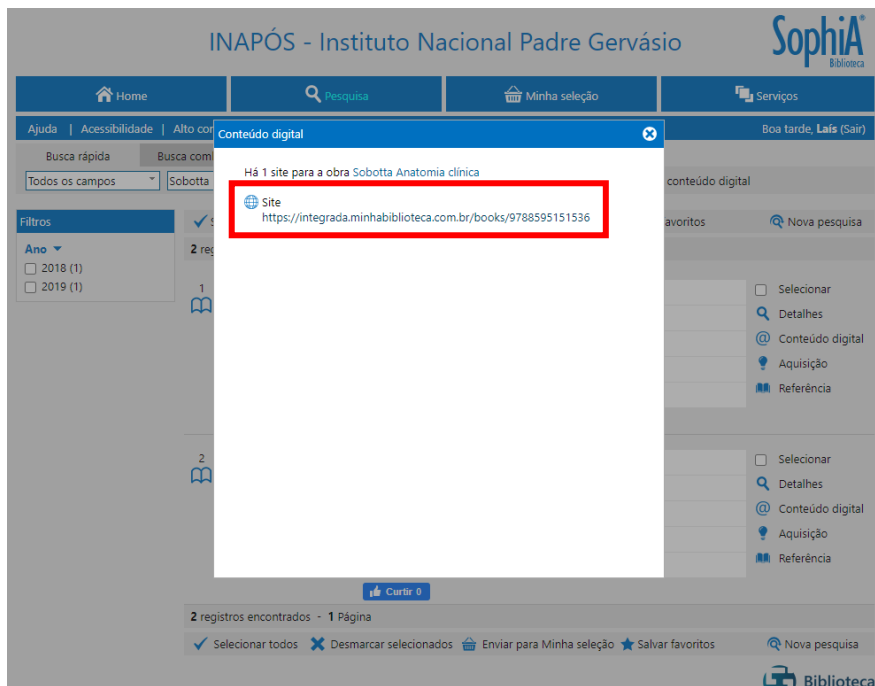 INAPÓS - Instituto Nacional Padre Gervásio
SophiA
Biblioteca
Home
Pesquisa
Minha seleção
Serviços
Ajuda | Acessibilidade | Alto con
Boa tarde, Laís (Sair)
Conteúdo digital
Busca rápida
Busca com
Todos os campos
Sobotta
conteúdo digital
Há 1 site para a obra Sobotta Anatomia clínica
Site
https://integrada.minhabiblioteca.com.br/books/9788595151536
Filtros
avoritos
Nova pesquisa
Ano
2 reg
2018 (1)
2019 (1)
1
Selecionar
Detalhes
Conteúdo digital
Aquisição
Referência
2
Selecionar
Detalhes
Conteúdo digital
Aquisição
Referência
Curtir 0
2 registros encontrados - 1 Página
Selecionar todos
Desmarcar selecionados
Enviar para Minha seleção
Salvar favoritos
Nova pesquisa
Biblioteca